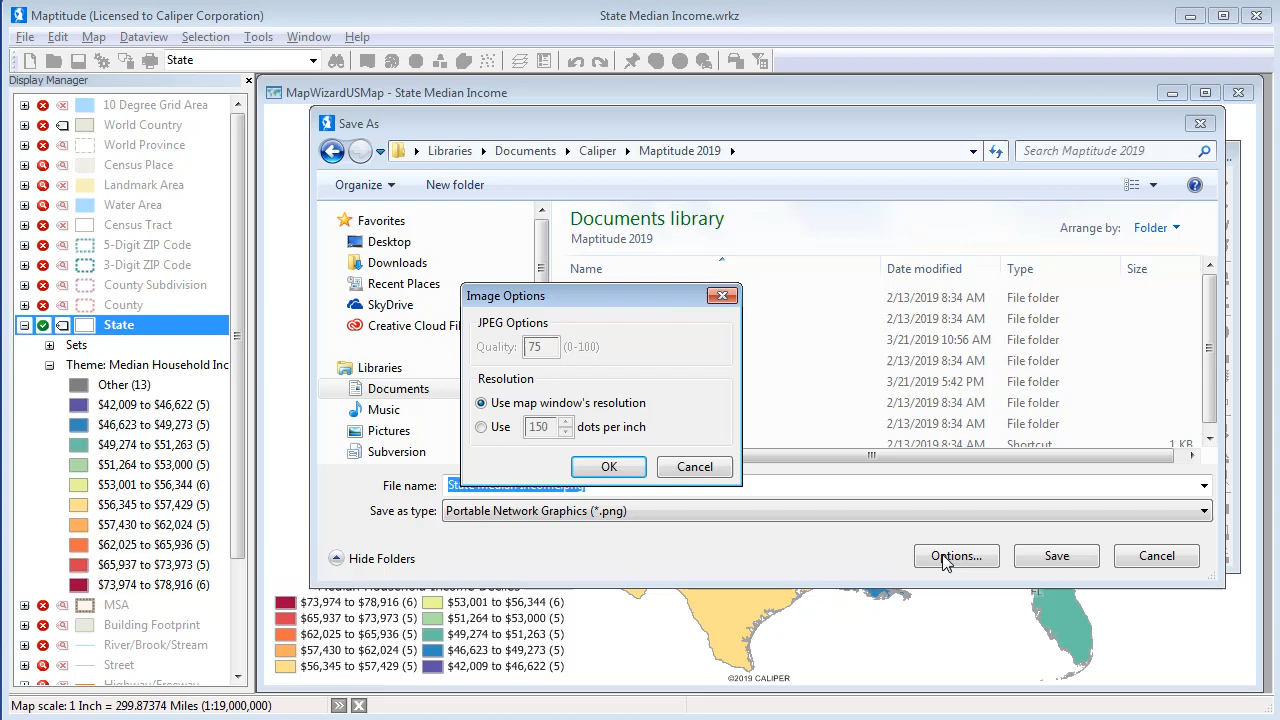 Maptitude (Licensed to Caliper Corporation)
State Median Income.wrkz
File Edit Map Dataview Selection Tools Window Help
State
Display Manager
MapWizardUSMap - State Median Income
10 Degree Grid Area
World Country
World Province
Census Place
Landmark Area
Water Area
Census Tract
5-Digit ZIP Code
3-Digit ZIP Code
County Subdivision
County
State
Sets
Theme: Median Household Inc
Other (13)
$42,009 to $46,622 (5)
$46,623 to $49,273 (5)
$49,274 to $51,263 (5)
$51,264 to $53,000 (5)
$53,001 to $56,344 (6)
$56,345 to $57,429 (5)
$57,430 to $62,024 (5)
$62,025 to $65,936 (5)
$65,937 to $73,973 (5)
$73,974 to $78,916 (6)
MSA
Building Footprint
River/Brook/Stream
Street
Highway/Freeway
Save As
Libraries Documents Caliper Maptitude 2019
Search Maptitude 2019
Organize New folder
Favorites
Desktop
Downloads
Recent Places
SkyDrive
Creative Cloud Fil
Libraries
Documents
Music
Pictures
Subversion
Documents library
Maptitude 2019
Arrange by: Folder
Name Date modified Type Size
2/13/2019 8:34 AM File folder
2/13/2019 8:34 AM File folder
3/21/2019 10:56 AM File folder
2/13/2019 8:34 AM File folder
3/21/2019 5:42 PM File folder
2/13/2019 8:34 AM File folder
2/13/2019 8:34 AM File folder
2/13/2019 8:34 AM Shortcut 1 KB
Image Options
JPEG Options
Quality: 75 (0-100)
Resolution
Use map window's resolution
Use 150 dots per inch
OK Cancel
File name: State Median Income.png
Save as type: Portable Network Graphics (*.png)
Hide Folders
Options... Save Cancel
$73,974 to $78,916 (6) $53,001 to $56,344 (6)
$65,937 to $73,973 (5) $51,264 to $53,000 (5)
$62,025 to $65,936 (5) $49,274 to $51,263 (5)
$57,430 to $62,024 (5) $46,623 to $49,273 (5)
$56,345 to $57,429 (5) $42,009 to $46,622 (5)
FL
©2019 CALIPER
Map scale: 1 Inch = 299.87374 Miles (1:19,000,000)